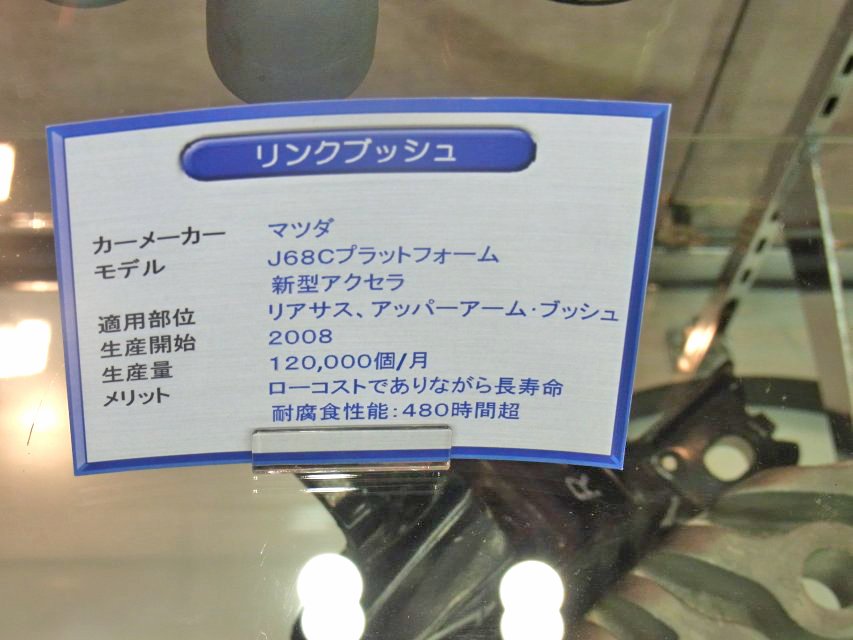 リンクブッシュ
カーメーカー マツダ
モデル J68Cプラットフォーム
新型アクセラ
適用部位 リアサス、アッパーアーム・ブッシュ
生産開始 2008
生産量 120,000個/月
メリット ローコストでありながら長寿命
耐腐食性能：480時間超
R